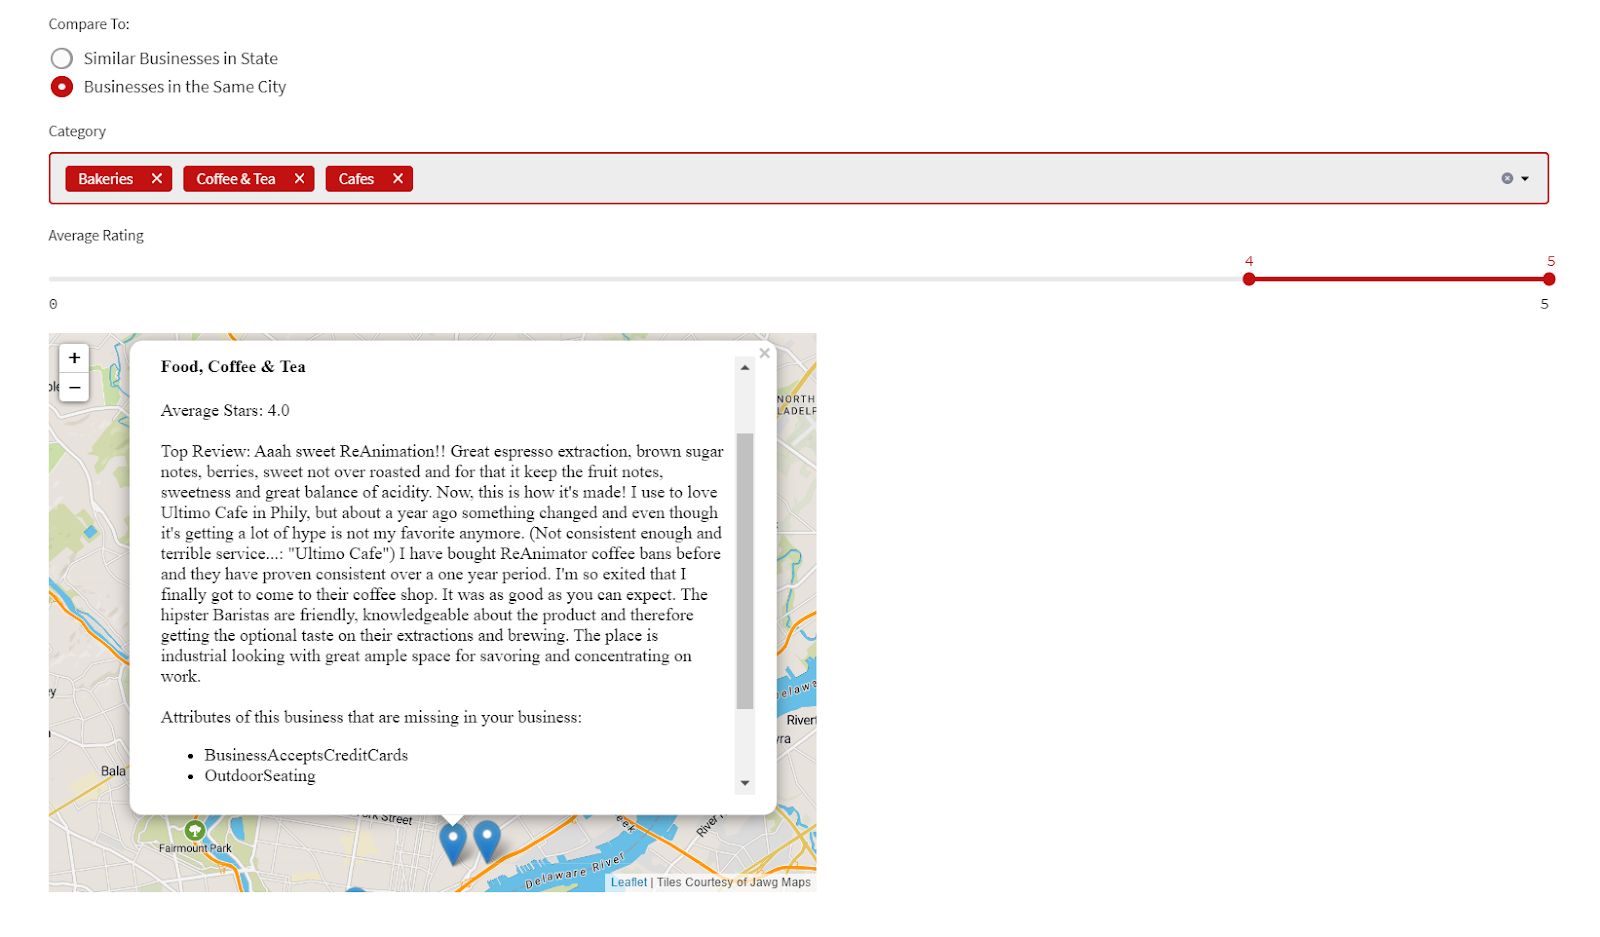 Compare To:
Similar Businesses in State
Businesses in the Same City
Category
Bakeries
Coffee & Tea
Cafes
Average Rating
4
5
0
5
+
−
Food, Coffee & Tea
Average Stars: 4.0
Top Review: Aaah sweet ReAnimation!! Great espresso extraction, brown sugar
notes, berries, sweet not over roasted and for that it keep the fruit notes,
sweetness and great balance of acidity. Now, this is how it's made! I use to love
Ultimo Cafe in Phily, but about a year ago something changed and even though
it's getting a lot of hype is not my favorite anymore. (Not consistent enough and
terrible service...: "Ultimo Cafe") I have bought ReAnimator coffee bans before
and they have proven consistent over a one year period. I'm so exited that I
finally got to come to their coffee shop. It was as good as you can expect. The
hipster Baristas are friendly, knowledgeable about the product and therefore
getting the optional taste on their extractions and brewing. The place is
industrial looking with great ample space for savoring and concentrating on
work.
Attributes of this business that are missing in your business:
BusinessAcceptsCreditCards
OutdoorSeating
NORTH
LADELP
Delawa
River
yra
Bala
Street
Fairmount Park
eek
River
Delaware River
Leaflet | Tiles Courtesy of Jawg Maps